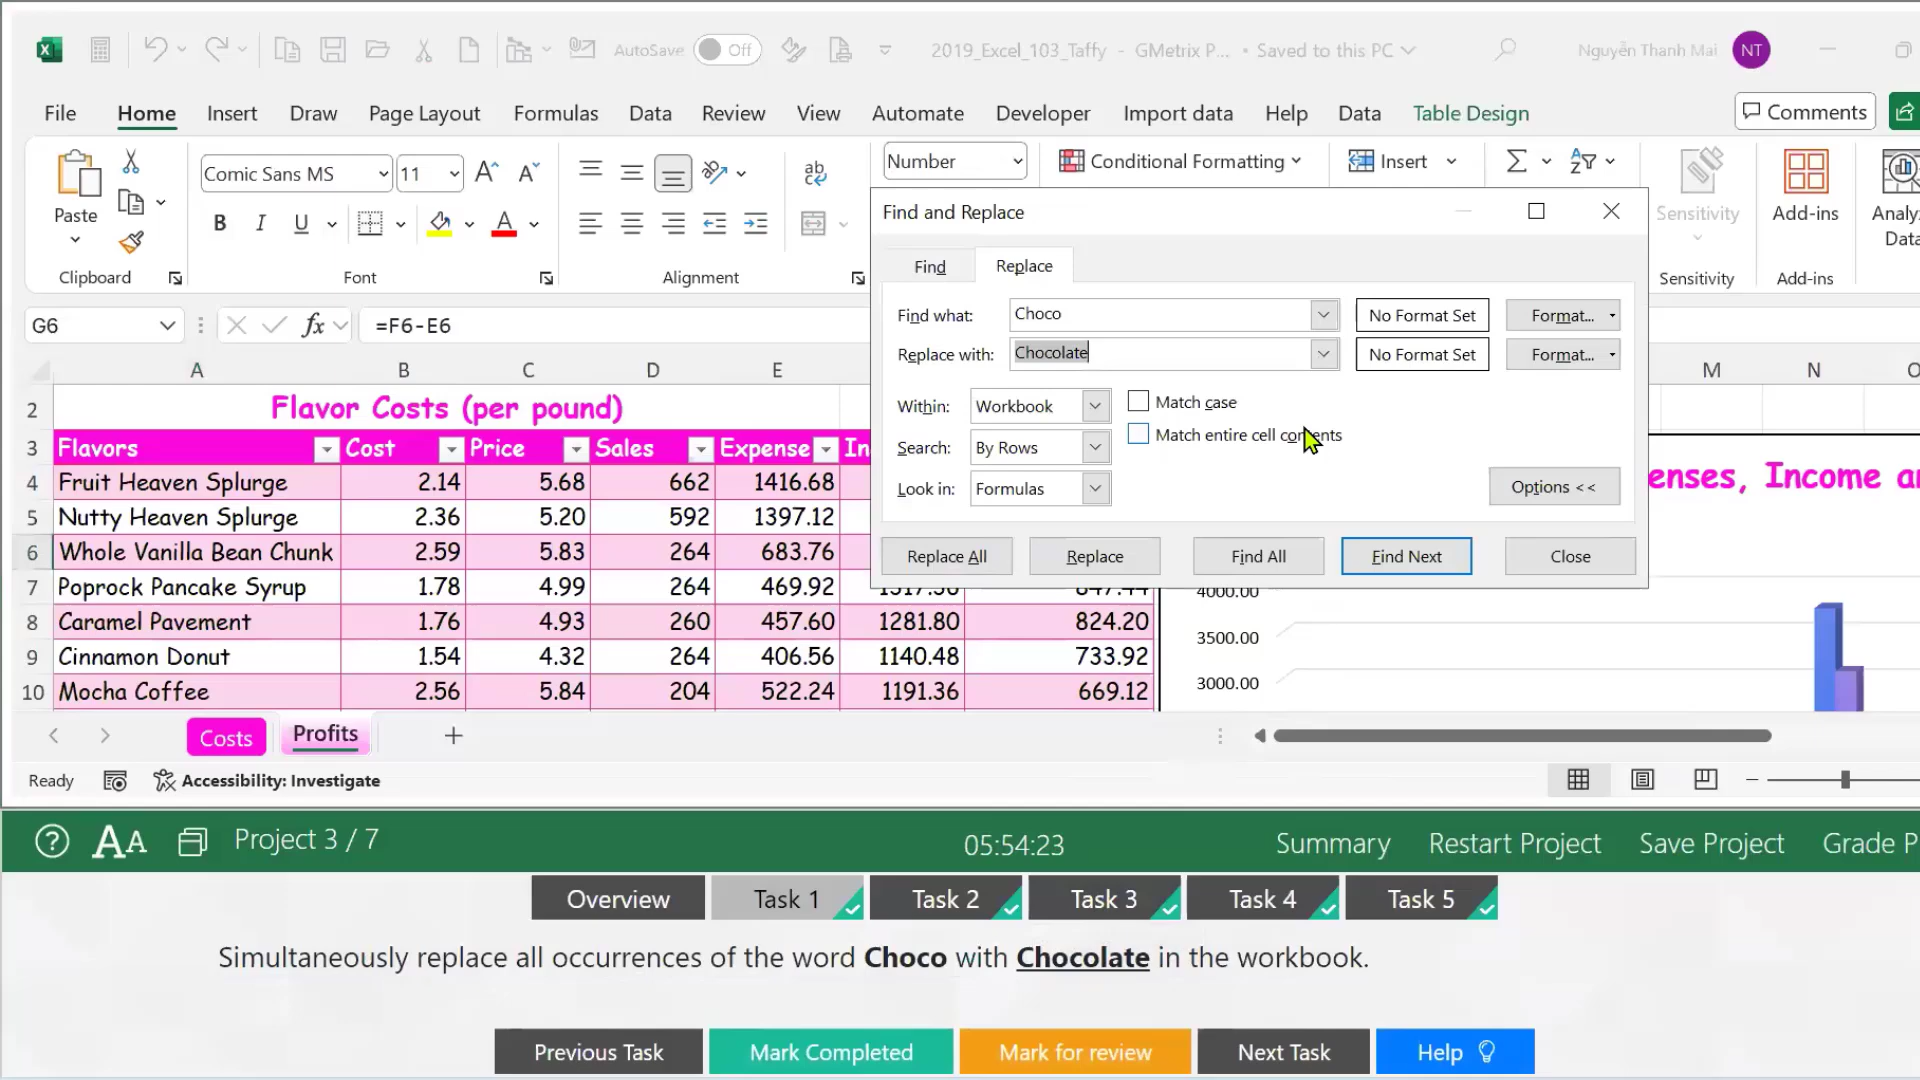 AutoSave Off 2019_Excel_103_Taffy - GMetrix P... • Saved to this PC Nguyễn Thanh Mai NT
File Home Insert Draw Page Layout Formulas Data Review View Automate Developer Import data Help Data Table Design Comments
Comic Sans MS 11 ab Number Conditional Formatting Insert
Paste B I U A Sensitivity Add-ins Analy
Data
Clipboard Font Alignment Sensitivity Add-ins
Find and Replace
Find Replace
Find what: Choco No Format Set Format...
Replace with: Chocolate No Format Set Format...
Within: Workbook Match case
Search: By Rows Match entire cell contents
Look in: Formulas Options <<
Replace All Replace Find All Find Next Close
G6 fx =F6-E6
A B C D E M N O
2 Flavor Costs (per pound)
3 Flavors Cost Price Sales Expense In
4 Fruit Heaven Splurge 2.14 5.68 662 1416.68 enses, Income a
5 Nutty Heaven Splurge 2.36 5.20 592 1397.12
6 Whole Vanilla Bean Chunk 2.59 5.83 264 683.76
7 Poprock Pancake Syrup 1.78 4.99 264 469.92 1317.36 847.44 4000.00
8 Caramel Pavement 1.76 4.93 260 457.60 1281.80 824.20 3500.00
9 Cinnamon Donut 1.54 4.32 264 406.56 1140.48 733.92
10 Mocha Coffee 2.56 5.84 204 522.24 1191.36 669.12 3000.00
Costs Profits
Ready Accessibility: Investigate
Project 3 / 7 05:54:23 Summary Restart Project Save Project Grade P
Overview Task 1 Task 2 Task 3 Task 4 Task 5
Simultaneously replace all occurrences of the word Choco with Chocolate in the workbook.
Previous Task Mark Completed Mark for review Next Task Help